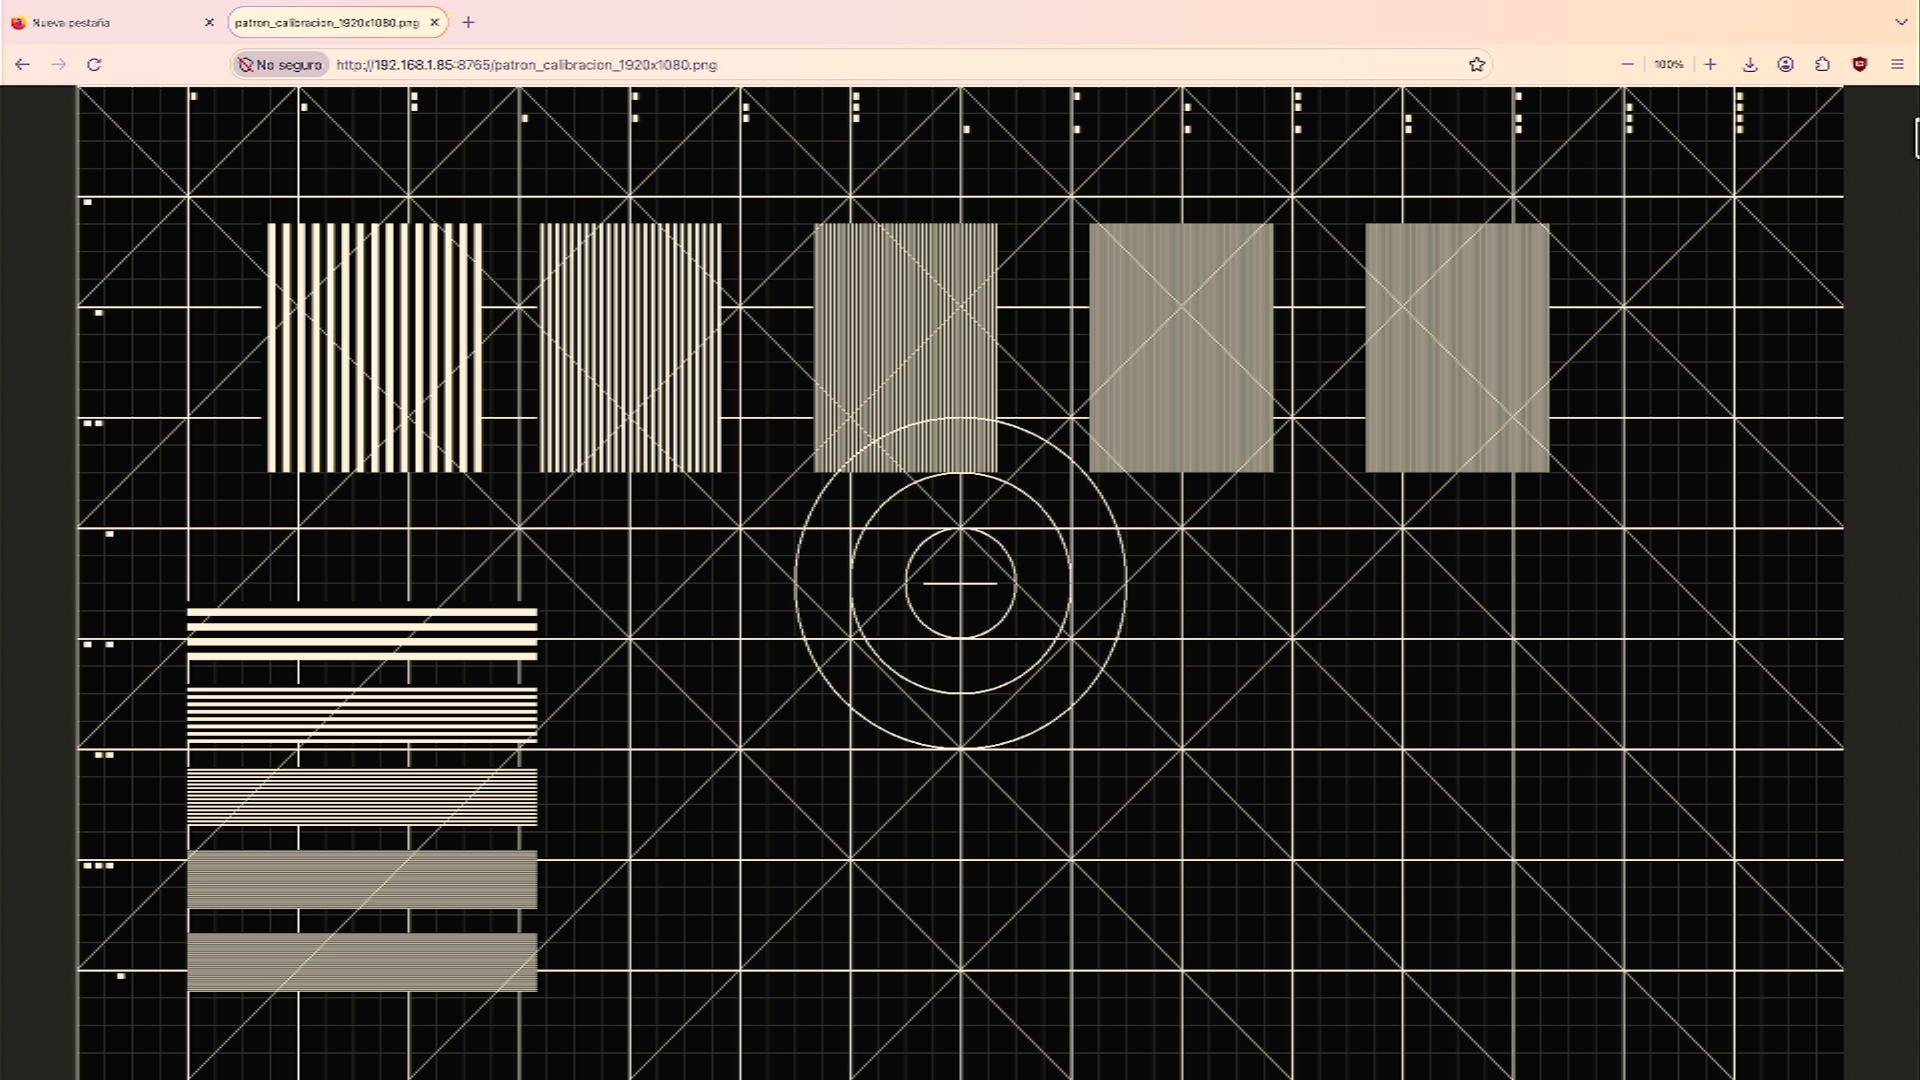 Nueva pestaña
patron_calibracion_1920x1080.png
No seguro
http://192.168.1.85:8765/patron_calibracion_1920x1080.png
100%